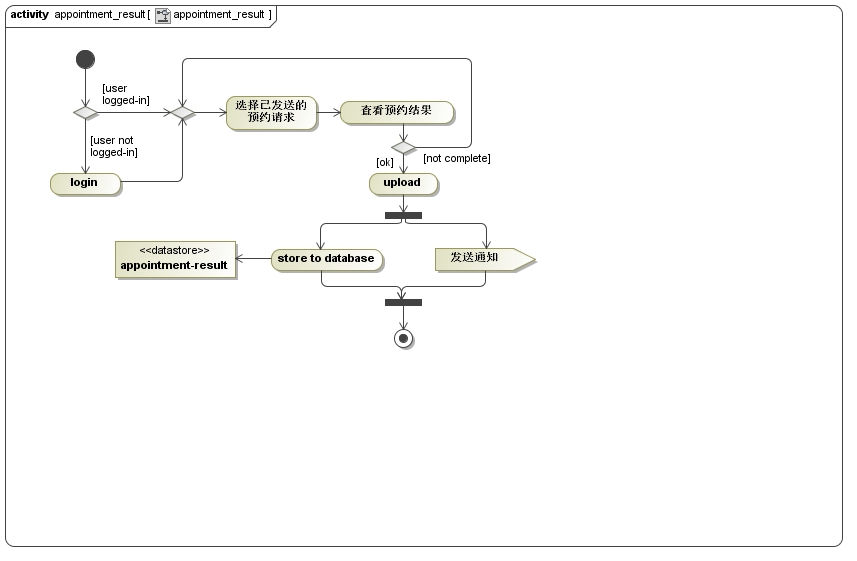 activity appointment_result[ appointment_result ]
[user
logged-in]
选择已发送的
预约请求
查看预约结果
[user not
logged-in]
[ok]
[not complete]
login
upload
<<datastore>>
appointment-result
store to database
发送通知